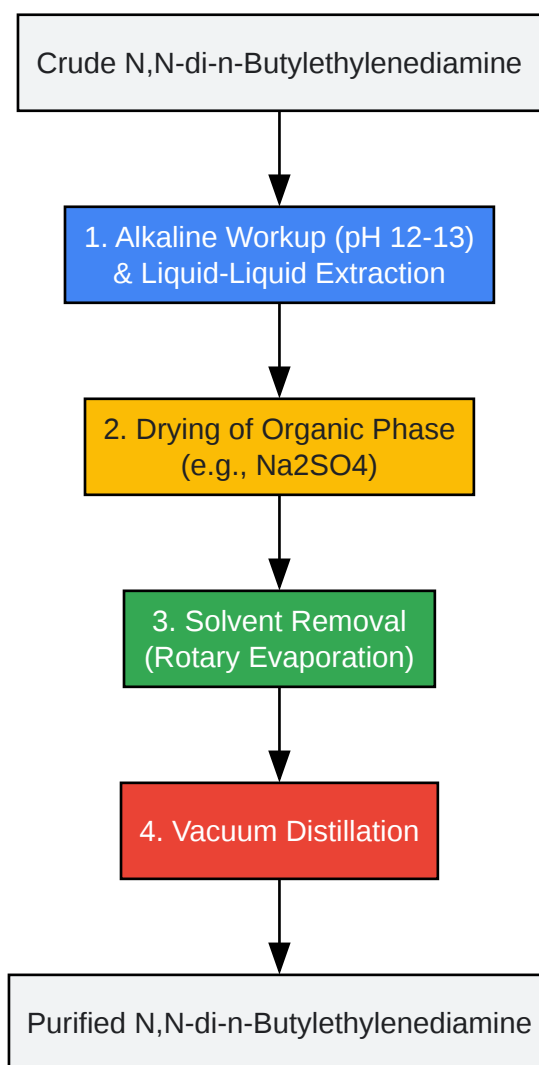 Crude N,N-di-n-Butylethylenediamine
1. Alkaline Workup (pH 12-13)
& Liquid-Liquid Extraction
2. Drying of Organic Phase
(e.g., Na2SO4)
3. Solvent Removal
(Rotary Evaporation)
4. Vacuum Distillation
Purified N,N-di-n-Butylethylenediamine